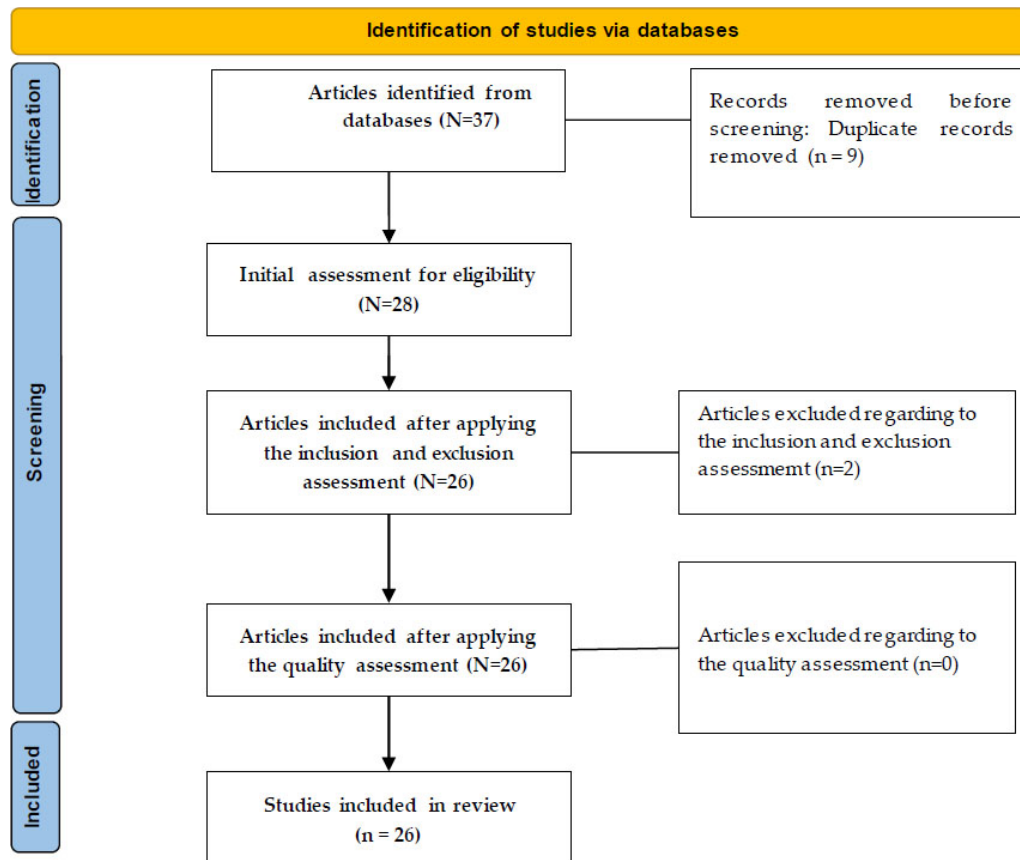 Identification of studies via databases
Identification
Articles identified from
databases (N=37)
Records removed before
screening: Duplicate records
removed (n = 9)
Screening
Initial assessment for eligibility
(N=28)
Articles included after applying
the inclusion and exclusion
assessment (N=26)
Articles excluded regarding to
the inclusion and exclusion
assessmemt (n=2)
Articles included after applying
the quality assessment (N=26)
Articles excluded regarding to
the quality assessment (n=0)
Included
Studies included in review
(n = 26)